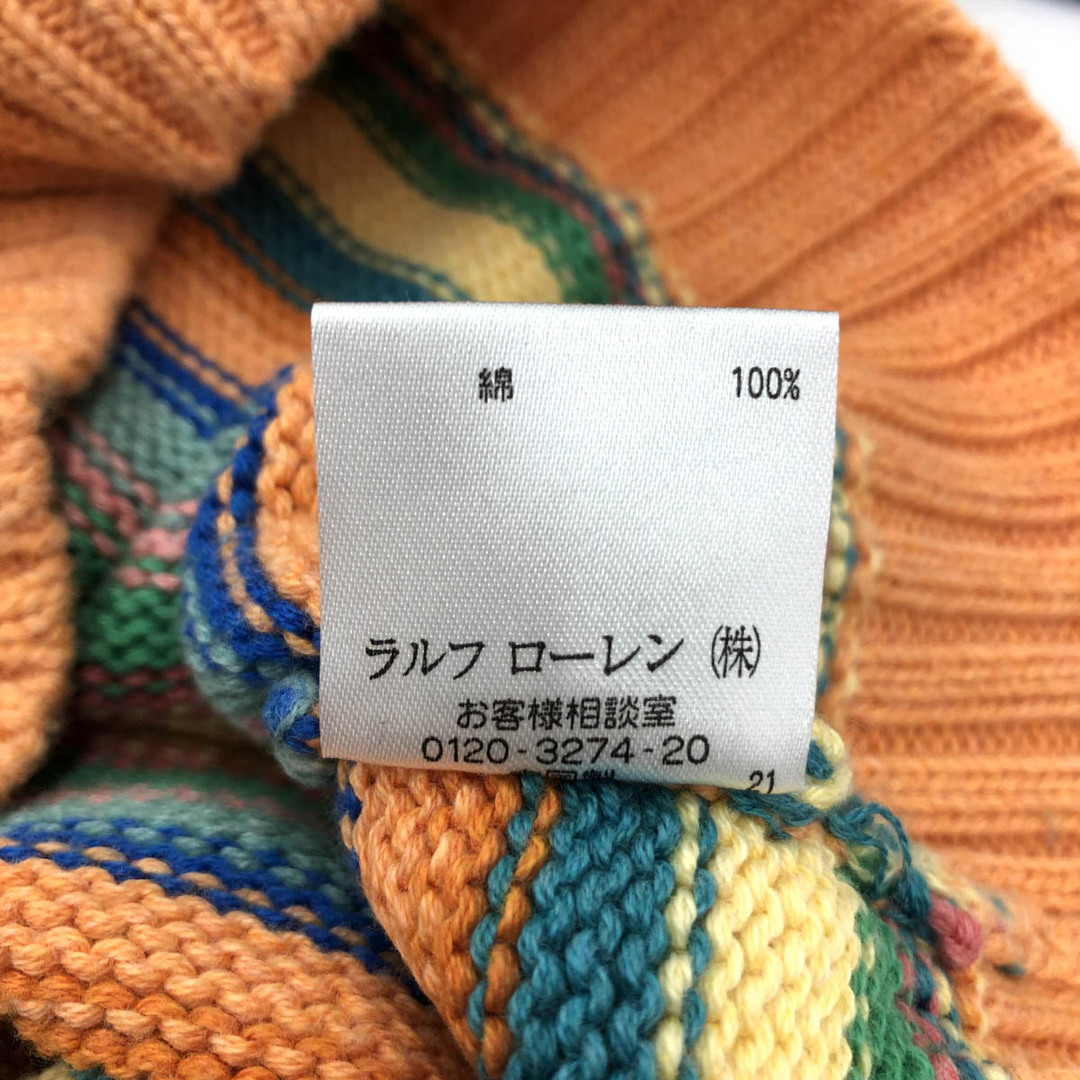 綿 100%
ラルフ ローレン (株)
お客様相談室
0120-3274-20
21